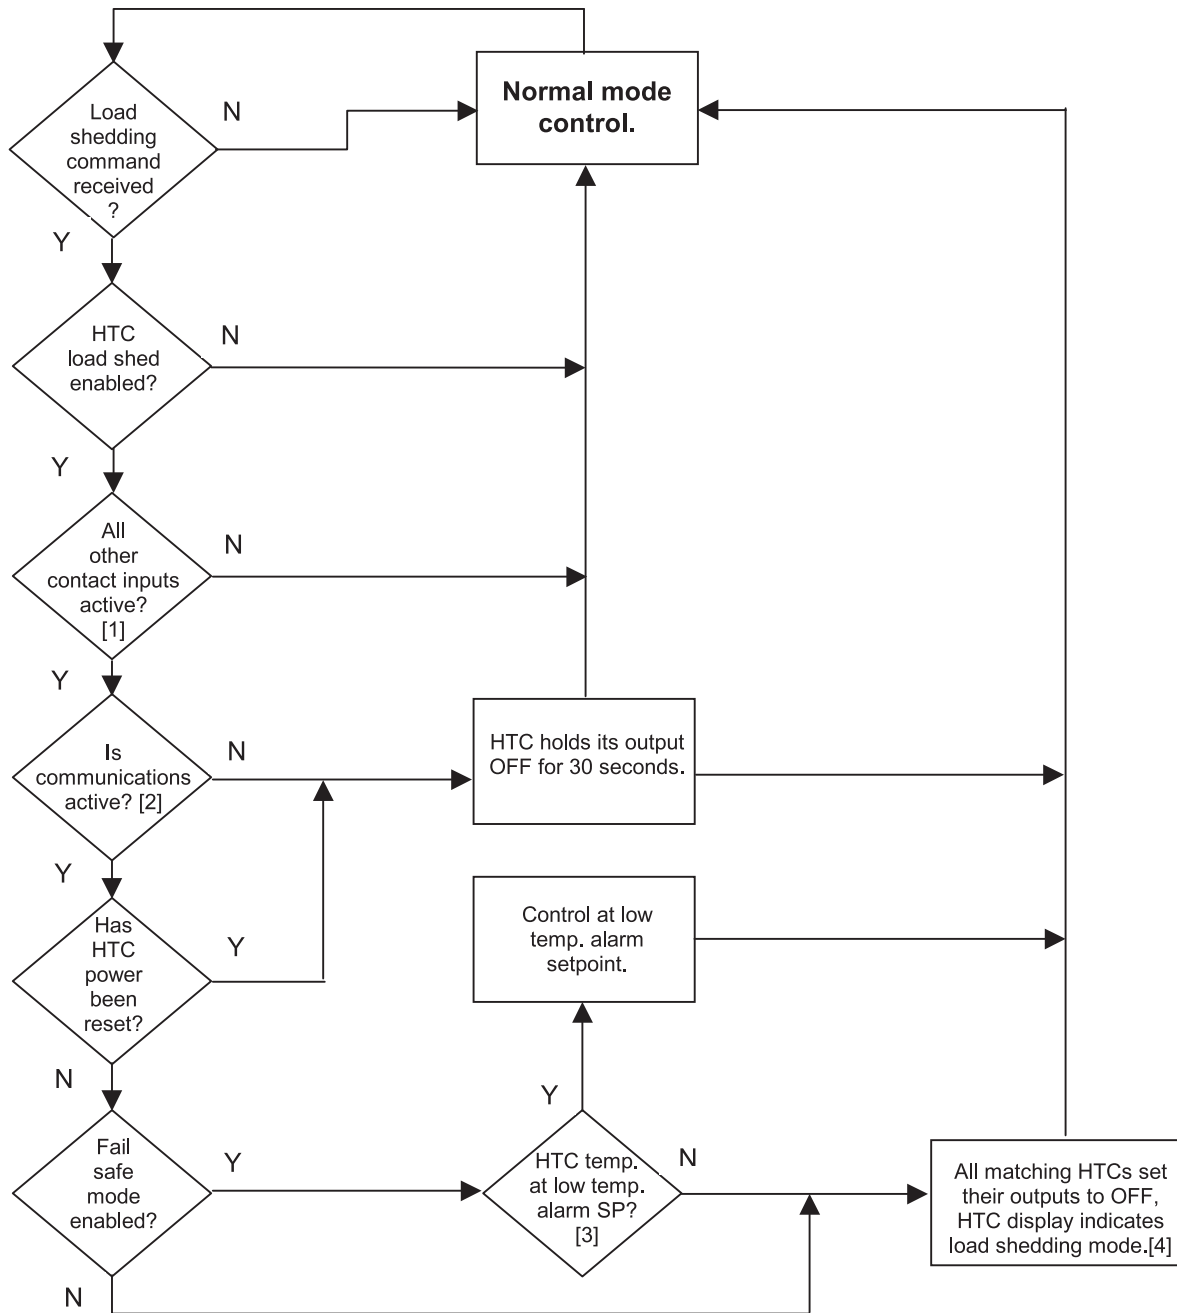 Normal mode
control.
Load
shedding
command
received
?
N
Y
HTC
load shed
enabled?
N
Y
All
other
contact inputs
active?
[1]
N
Y
Is
communications
active? [2]
N
HTC holds its output
OFF for 30 seconds.
Y
Has
HTC
power
been
reset?
Y
Control at low
temp. alarm
setpoint.
N
Y
Fail
safe
mode
enabled?
Y
HTC temp.
at low temp.
alarm SP?
[3]
N
All matching HTCs set
their outputs to OFF,
HTC display indicates
load shedding mode.[4]
N